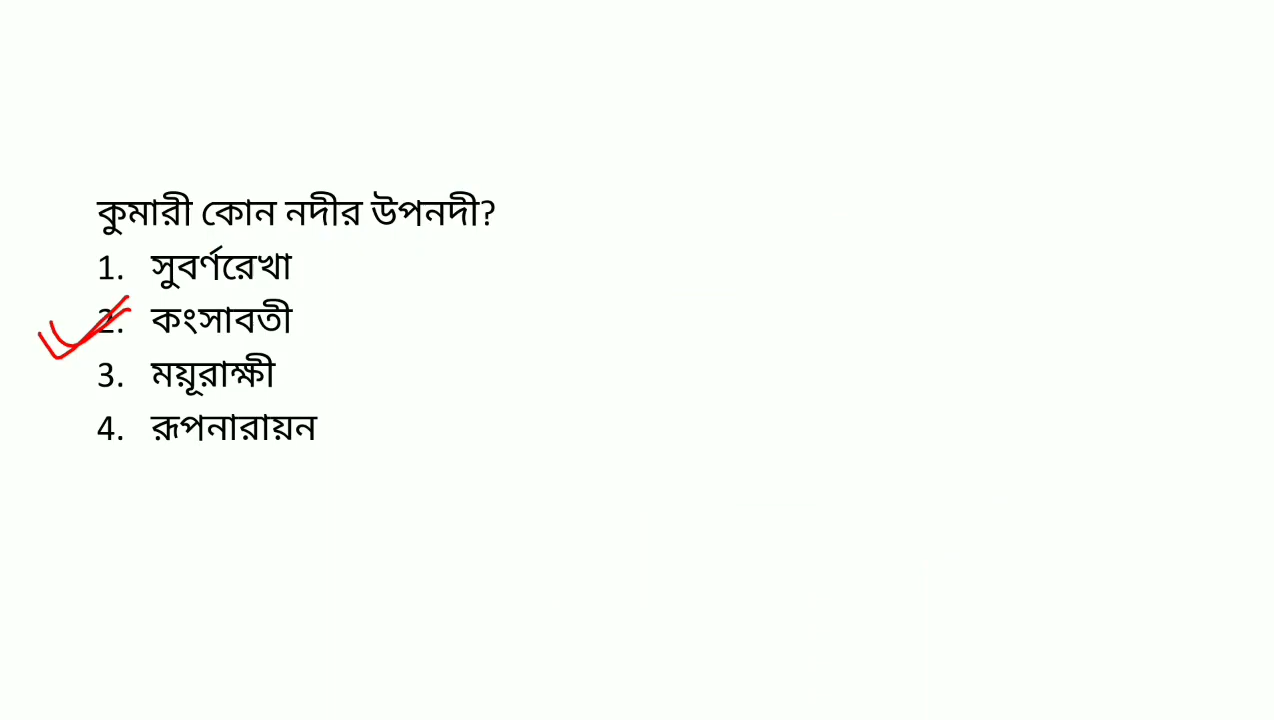 কুমারী কোন নদীর উপনদী?
1. সুবর্ণরেখা
2. কংসাবতী
3. ময়ূরাক্ষী
4. রূপনারায়ন